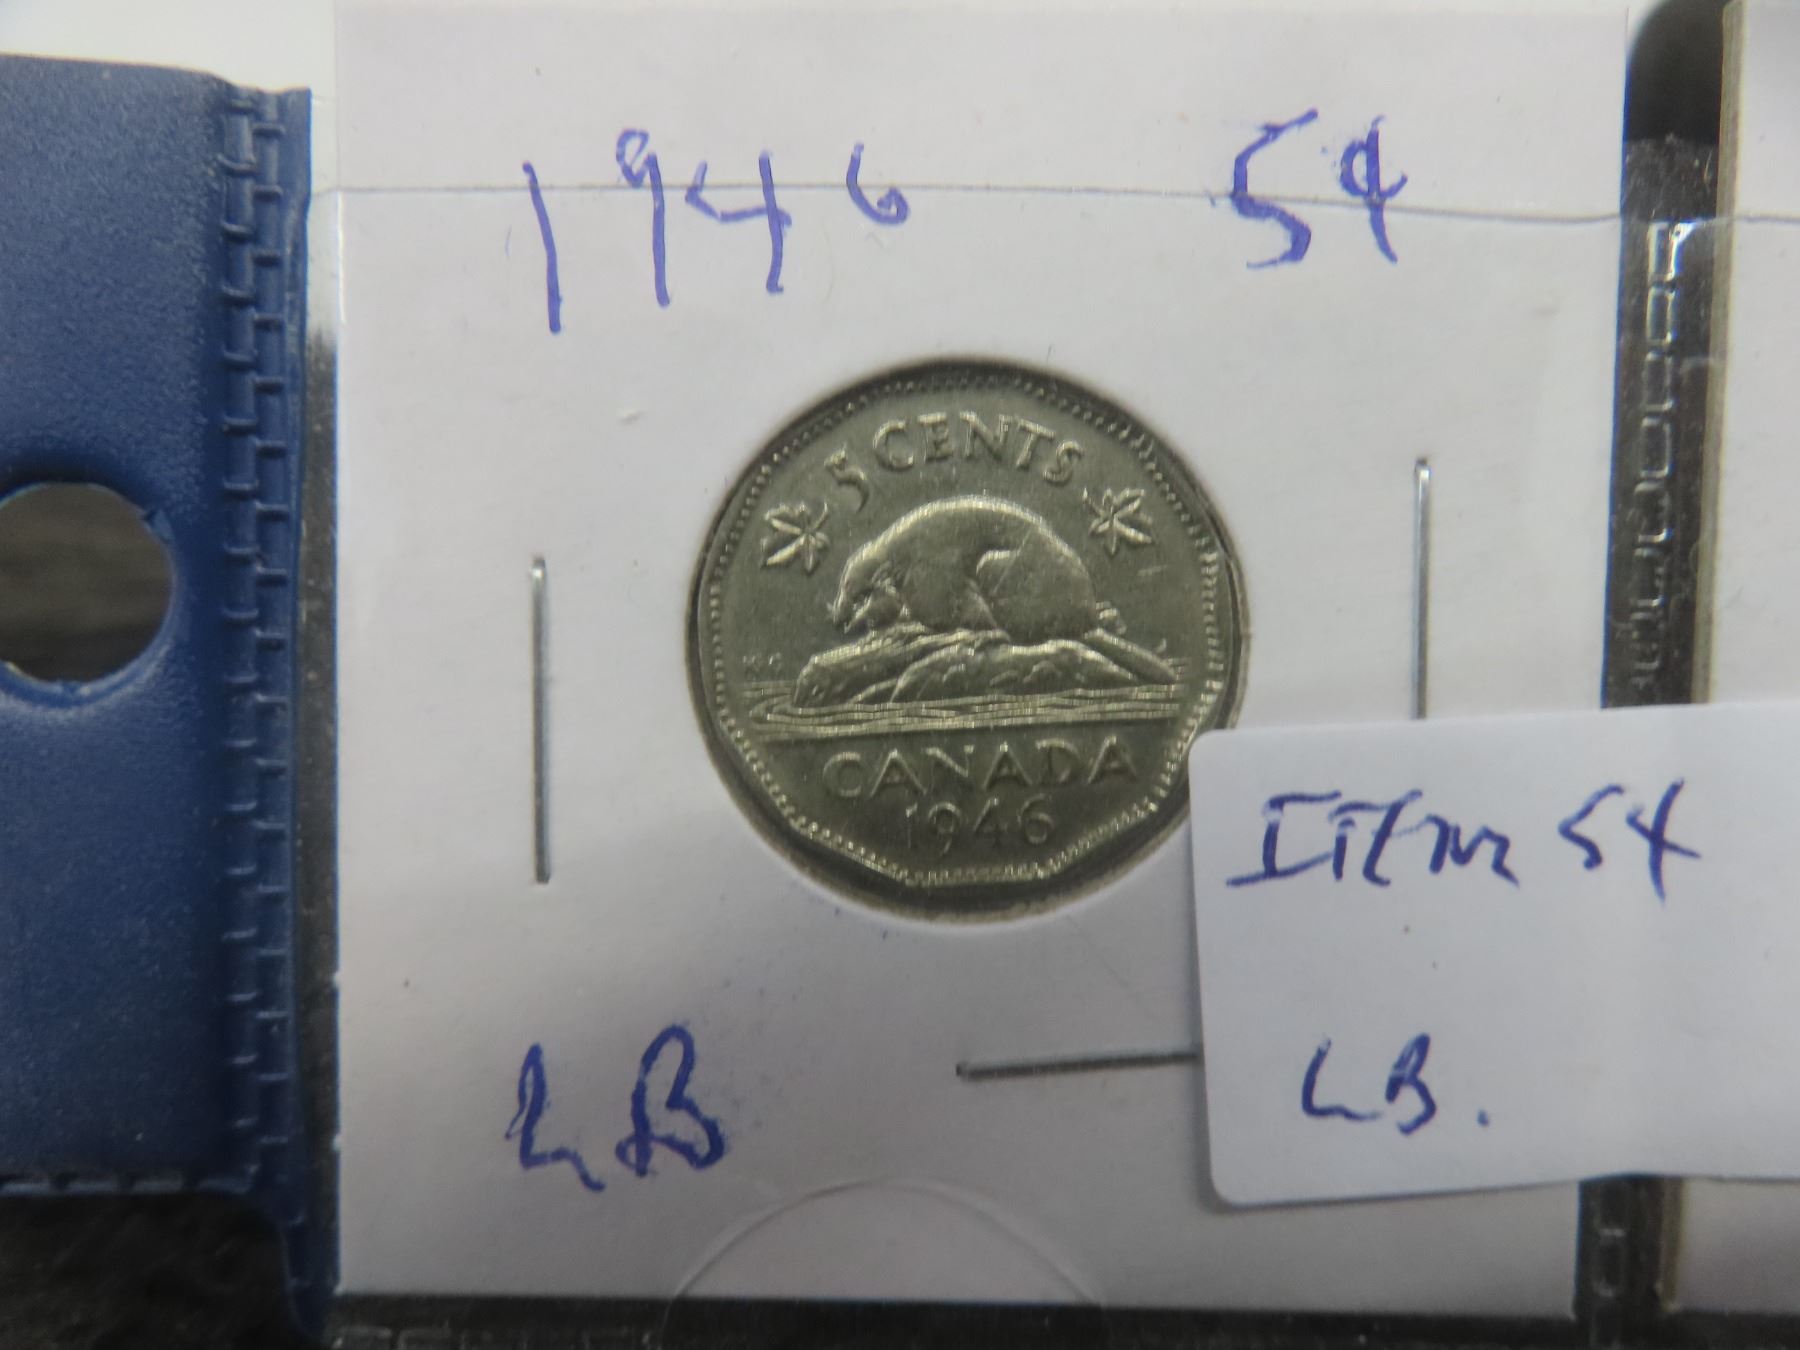 1946 5¢
5 CENTS
K G
CANADA
1946
ITEM 54
LB.
LB